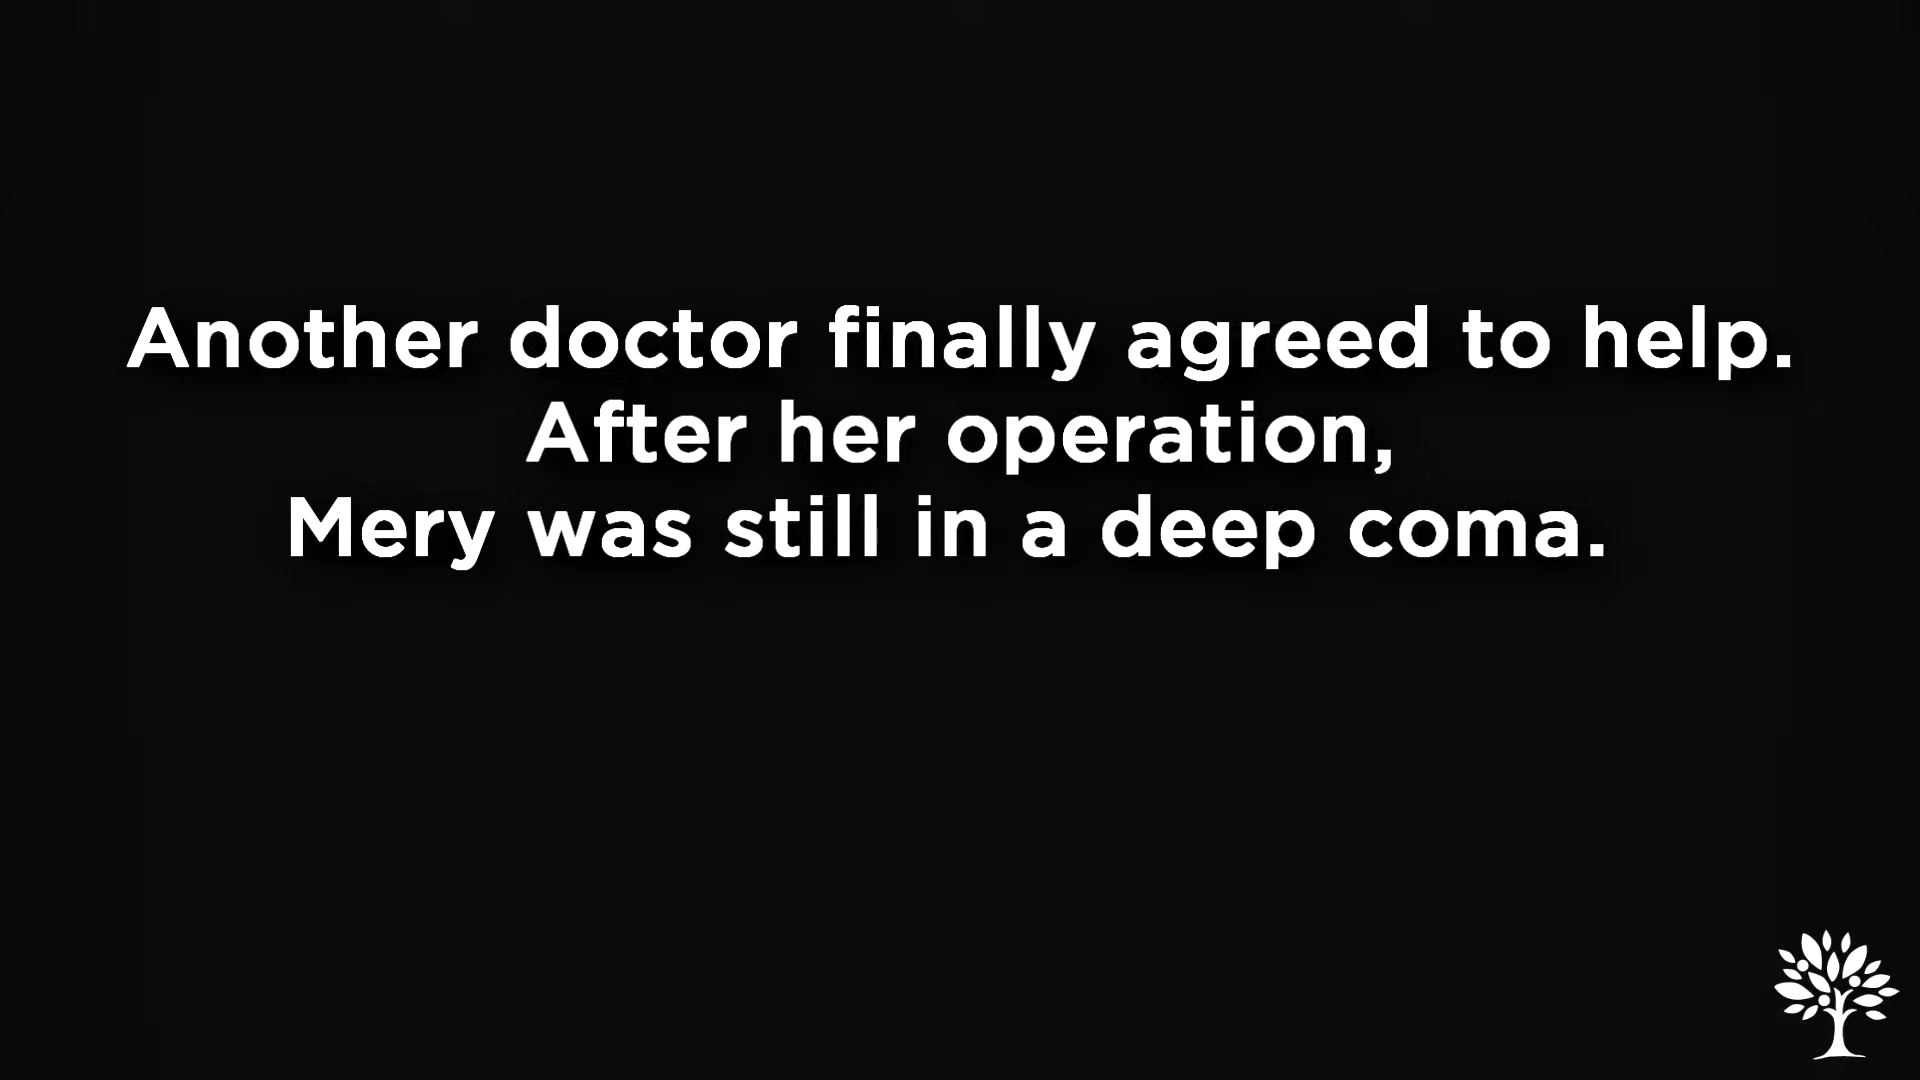 Another doctor finally agreed to help.
After her operation,
Mery was still in a deep coma.